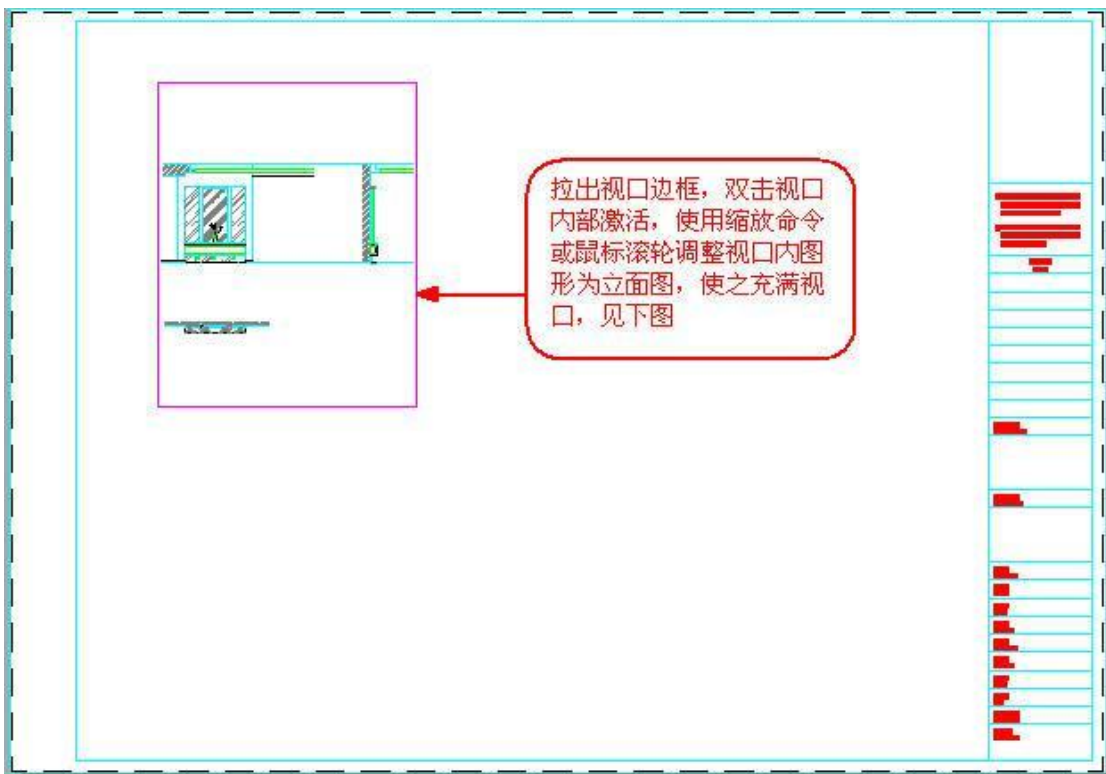 拉出视口边框，双击视口
内部激活，使用缩放命令
或鼠标滚轮调整视口内图
形为立面图，使之充满视
口，见下图